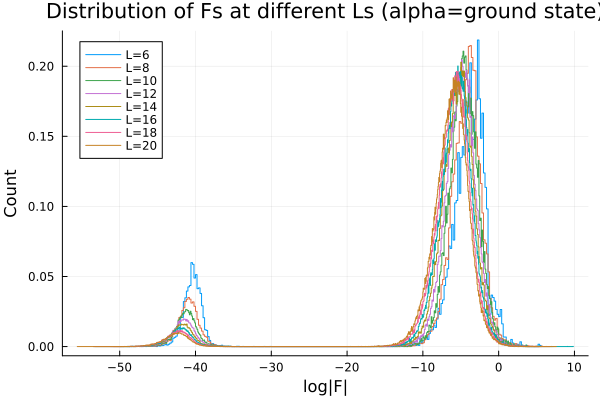 Distribution of Fs at different Ls (alpha=ground state)
L=6
L=8
L=10
L=12
L=14
L=16
L=18
L=20
0.20
0.15
0.10
0.05
0.00
Count
−50 −40 −30 −20 −10 0 10
log|F|